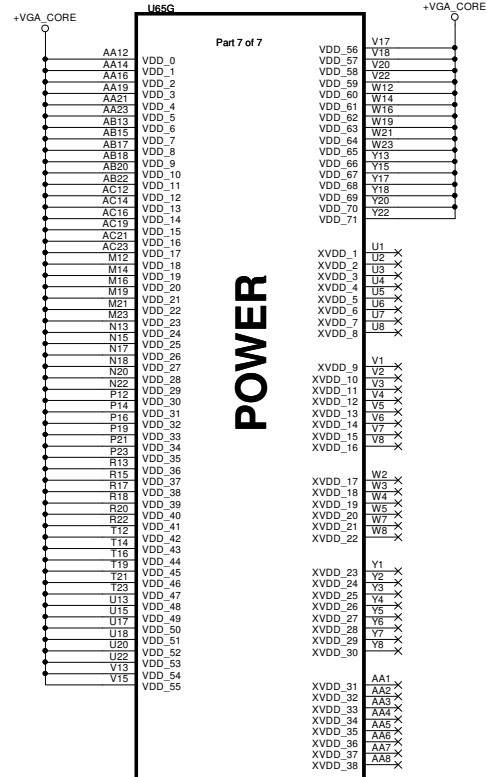 +VGA_CORE
U65G
+VGA_CORE
Part 7 of 7
POWER
AA12 VDD_0
AA14 VDD_1
AA16 VDD_2
AA19 VDD_3
AA21 VDD_4
AA23 VDD_5
AB13 VDD_6
AB15 VDD_7
AB17 VDD_8
AB18 VDD_9
AB20 VDD_10
AB22 VDD_11
AC12 VDD_12
AC14 VDD_13
AC16 VDD_14
AC19 VDD_15
AC21 VDD_16
AC23 VDD_17
M12 VDD_18
M14 VDD_19
M16 VDD_20
M19 VDD_21
M21 VDD_22
M23 VDD_23
N13 VDD_24
N15 VDD_25
N17 VDD_26
N18 VDD_27
N20 VDD_28
N22 VDD_29
P12 VDD_30
P14 VDD_31
P16 VDD_32
P19 VDD_33
P21 VDD_34
P23 VDD_35
R13 VDD_36
R15 VDD_37
R17 VDD_38
R18 VDD_39
R20 VDD_40
R22 VDD_41
T12 VDD_42
T14 VDD_43
T16 VDD_44
T19 VDD_45
T21 VDD_46
T23 VDD_47
U13 VDD_48
U15 VDD_49
U17 VDD_50
U18 VDD_51
U20 VDD_52
U22 VDD_53
V13 VDD_54
V15 VDD_55
VDD_56 V17
VDD_57 V18
VDD_58 V20
VDD_59 V22
VDD_60 W12
VDD_61 W14
VDD_62 W16
VDD_63 W19
VDD_64 W21
VDD_65 W23
VDD_66 Y13
VDD_67 Y15
VDD_68 Y17
VDD_69 Y18
VDD_70 Y20
VDD_71 Y22
XVDD_1 U1
XVDD_2 U2
XVDD_3 U3
XVDD_4 U4
XVDD_5 U5
XVDD_6 U6
XVDD_7 U7
XVDD_8 U8
XVDD_9 V1
XVDD_10 V2
XVDD_11 V3
XVDD_12 V4
XVDD_13 V5
XVDD_14 V6
XVDD_15 V7
XVDD_16 V8
XVDD_17 W2
XVDD_18 W3
XVDD_19 W4
XVDD_20 W5
XVDD_21 W7
XVDD_22 W8
XVDD_23 Y1
XVDD_24 Y2
XVDD_25 Y3
XVDD_26 Y4
XVDD_27 Y5
XVDD_28 Y6
XVDD_29 Y7
XVDD_30 Y8
XVDD_31 AA1
XVDD_32 AA2
XVDD_33 AA3
XVDD_34 AA4
XVDD_35 AA5
XVDD_36 AA6
XVDD_37 AA7
XVDD_38 AA8